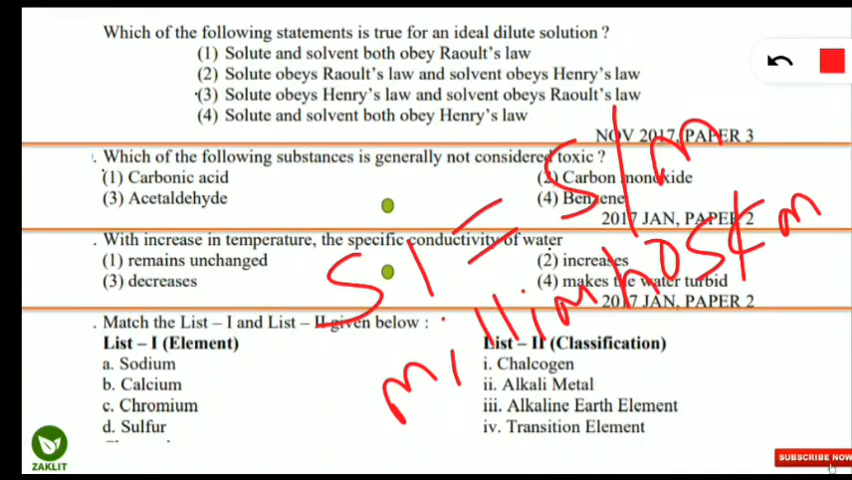 Which of the following statements is true for an ideal dilute solution ?
(1) Solute and solvent both obey Raoult's law
(2) Solute obeys Raoult's law and solvent obeys Henry's law
(3) Solute obeys Henry's law and solvent obeys Raoult's law
(4) Solute and solvent both obey Henry's law
NOV 2017, PAPER 3
. Which of the following substances is generally not considered toxic ?
(1) Carbonic acid (2) Carbon monoxide
(3) Acetaldehyde (4) Benzene
2017 JAN, PAPER 2
. With increase in temperature, the specific conductivity of water
(1) remains unchanged (2) increases
(3) decreases (4) makes the water turbid
2017 JAN, PAPER 2
. Match the List – I and List – II given below :
List – I (Element) List – II (Classification)
a. Sodium i. Chalcogen
b. Calcium ii. Alkali Metal
c. Chromium iii. Alkaline Earth Element
d. Sulfur iv. Transition Element
SI = S/m
ZAKLIT
SUBSCRIBE NOW